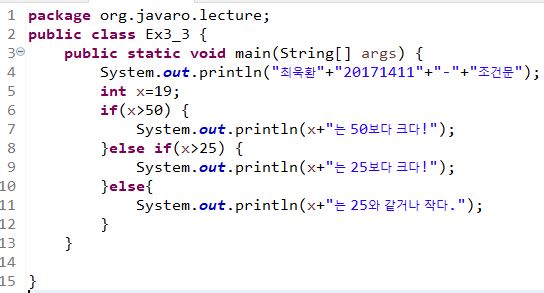 1 package org.javaro.lecture;
2 public class Ex3_3 {
3 public static void main(String[] args) {
4 System.out.println("최욱환"+"20171411"+"-"+"조건문");
5 int x=19;
6 if(x>50) {
7 System.out.println(x+"는 50보다 크다!");
8 }else if(x>25) {
9 System.out.println(x+"는 25보다 크다!");
10 }else{
11 System.out.println(x+"는 25와 같거나 작다.");
12 }
13 }
14
15 }